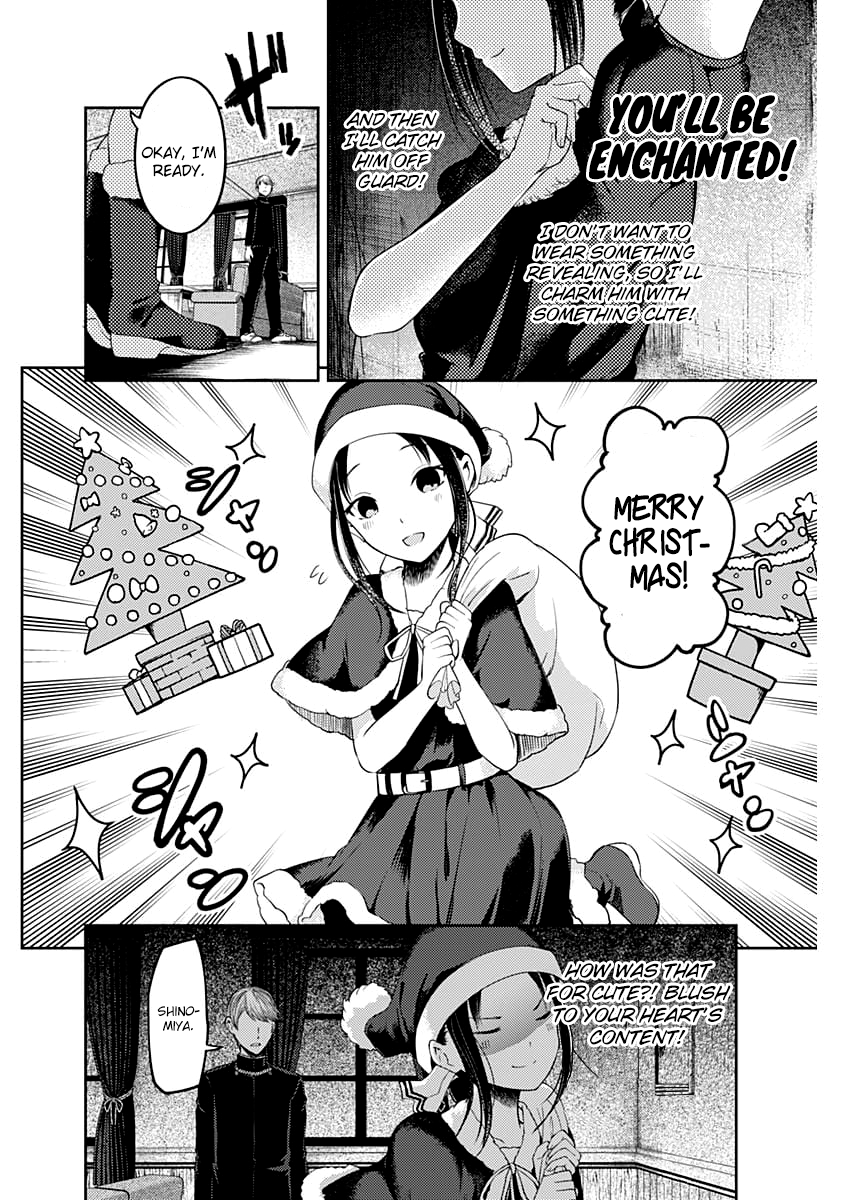 YOU'LL BE
ENCHANTED!
I DON'T WANT TO
WEAR SOMETHING
REVEALING, SO I'LL
CHARM HIM WITH
SOMETHING CUTE!
AND THEN
I'LL CATCH
HIM OFF
GUARD!
OKAY, I'M
READY.
MERRY
CHRIST-
MAS!
HOW WAS THAT
FOR CUTE?! BLUSH
TO YOUR HEART'S
CONTENT!
SHINO-
MIYA.